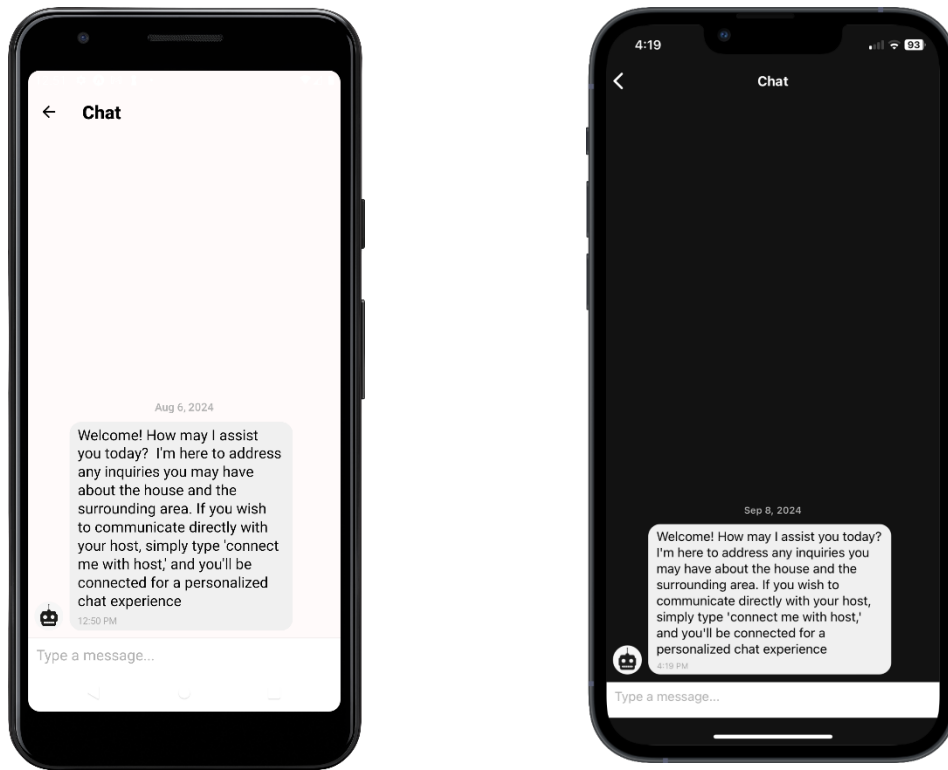 Chat
Aug 6, 2024
Welcome! How may I assist
you today?  I'm here to address
any inquiries you may have
about the house and the
surrounding area. If you wish
to communicate directly with
your host, simply type 'connect
me with host,' and you'll be
connected for a personalized
chat experience
12:50 PM
Type a message...
4:19
93
Chat
Sep 8, 2024
Welcome! How may I assist you today?
I'm here to address any inquiries you
may have about the house and the
surrounding area. If you wish to
communicate directly with your host,
simply type 'connect me with host,'
and you'll be connected for a
personalized chat experience
4:19 PM
Type a message...